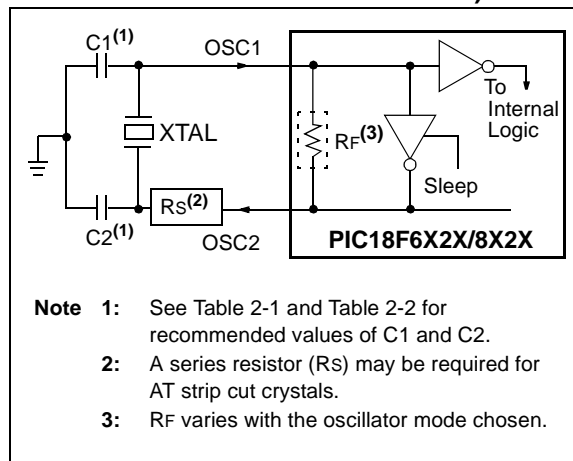 C1(1)
OSC1
To
Internal
Logic
XTAL
RF(3)
Sleep
RS(2)
C2(1)
OSC2
PIC18F6X2X/8X2X
Note 1: See Table 2-1 and Table 2-2 for
recommended values of C1 and C2.
2: A series resistor (RS) may be required for
AT strip cut crystals.
3: RF varies with the oscillator mode chosen.